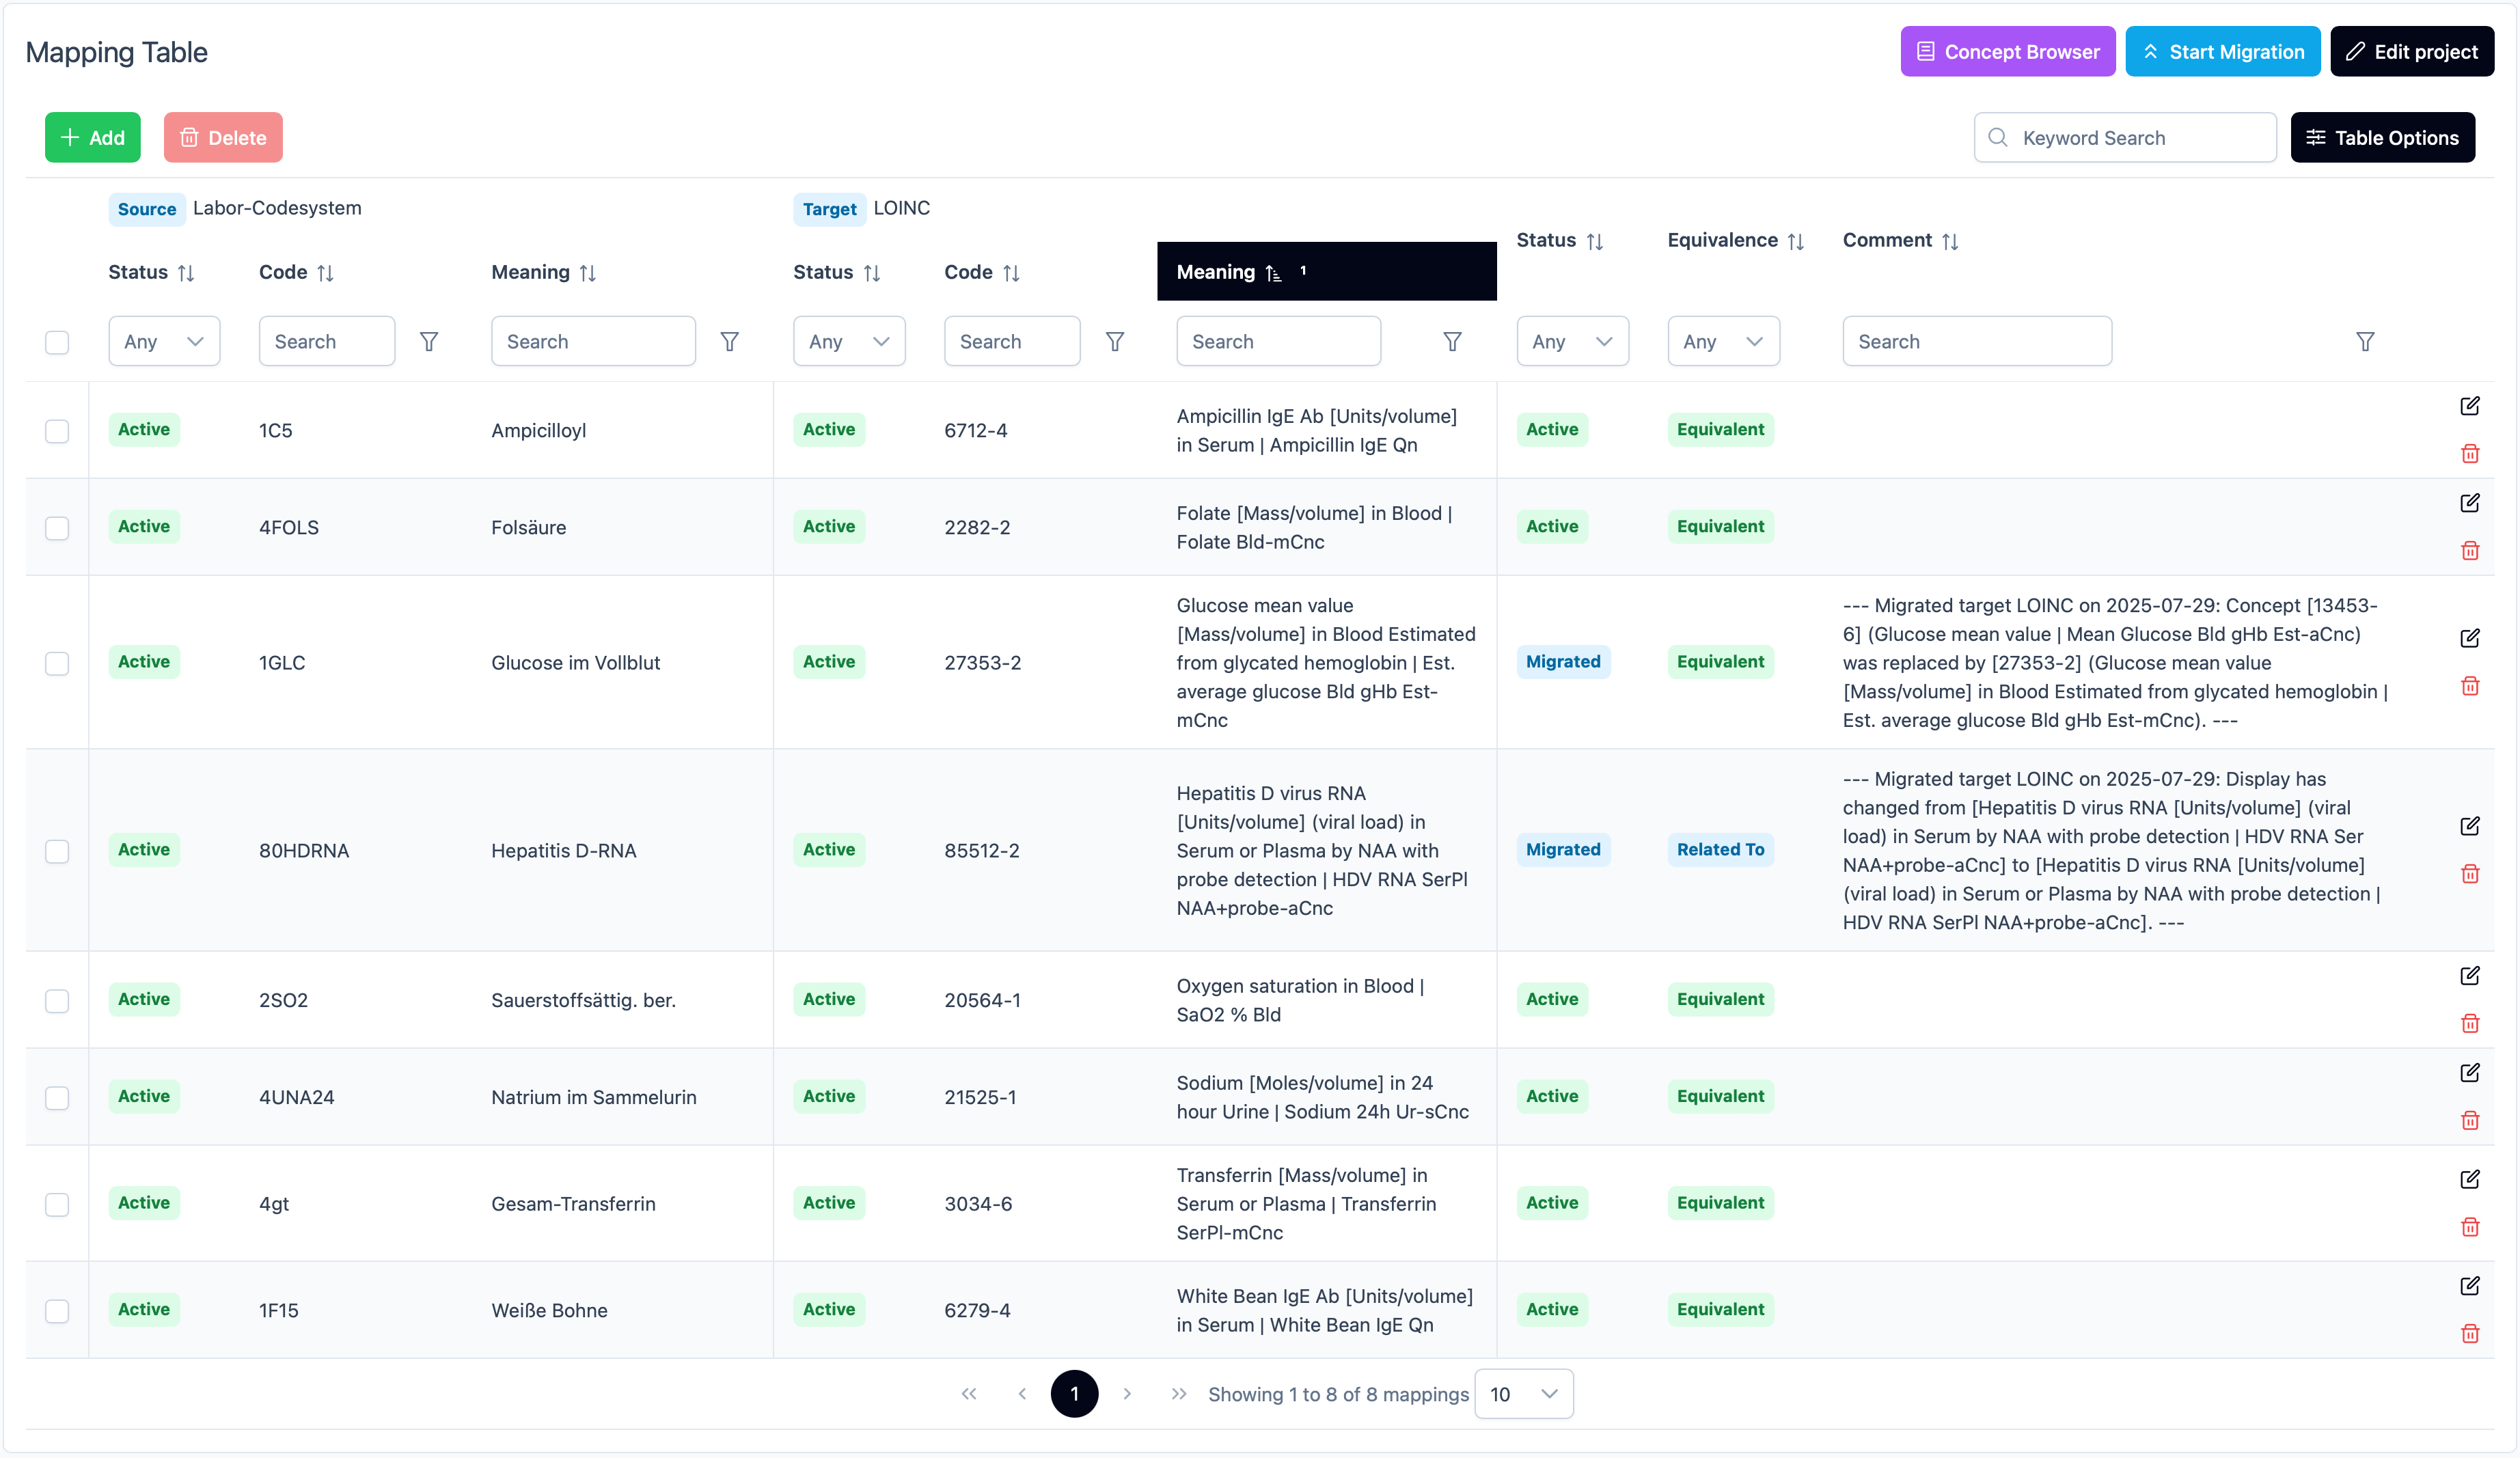 Mapping Table
Concept Browser
Start Migration
Edit project
Add
Delete
Keyword Search
Table Options
Source Labor-Codesystem
Target LOINC
Status
Code
Meaning
Status
Code
Meaning 1
Status
Equivalence
Comment
Any
Search
Search
Any
Search
Search
Any
Any
Search
Active
1C5
Ampicilloyl
Active
6712-4
Ampicillin IgE Ab [Units/volume]
in Serum | Ampicillin IgE Qn
Active
Equivalent
Active
4FOLS
Folsäure
Active
2282-2
Folate [Mass/volume] in Blood |
Folate Bld-mCnc
Active
Equivalent
Active
1GLC
Glucose im Vollblut
Active
27353-2
Glucose mean value
[Mass/volume] in Blood Estimated
from glycated hemoglobin | Est.
average glucose Bld gHb Est-
mCnc
Migrated
Equivalent
--- Migrated target LOINC on 2025-07-29: Concept [13453-
6] (Glucose mean value | Mean Glucose Bld gHb Est-aCnc)
was replaced by [27353-2] (Glucose mean value
[Mass/volume] in Blood Estimated from glycated hemoglobin |
Est. average glucose Bld gHb Est-mCnc). ---
Active
80HDRNA
Hepatitis D-RNA
Active
85512-2
Hepatitis D virus RNA
[Units/volume] (viral load) in
Serum or Plasma by NAA with
probe detection | HDV RNA SerPl
NAA+probe-aCnc
Migrated
Related To
--- Migrated target LOINC on 2025-07-29: Display has
changed from [Hepatitis D virus RNA [Units/volume] (viral
load) in Serum by NAA with probe detection | HDV RNA Ser
NAA+probe-aCnc] to [Hepatitis D virus RNA [Units/volume]
(viral load) in Serum or Plasma by NAA with probe detection |
HDV RNA SerPl NAA+probe-aCnc]. ---
Active
2SO2
Sauerstoffsättig. ber.
Active
20564-1
Oxygen saturation in Blood |
SaO2 % Bld
Active
Equivalent
Active
4UNA24
Natrium im Sammelurin
Active
21525-1
Sodium [Moles/volume] in 24
hour Urine | Sodium 24h Ur-sCnc
Active
Equivalent
Active
4gt
Gesam-Transferrin
Active
3034-6
Transferrin [Mass/volume] in
Serum or Plasma | Transferrin
SerPl-mCnc
Active
Equivalent
Active
1F15
Weiße Bohne
Active
6279-4
White Bean IgE Ab [Units/volume]
in Serum | White Bean IgE Qn
Active
Equivalent
1
Showing 1 to 8 of 8 mappings
10